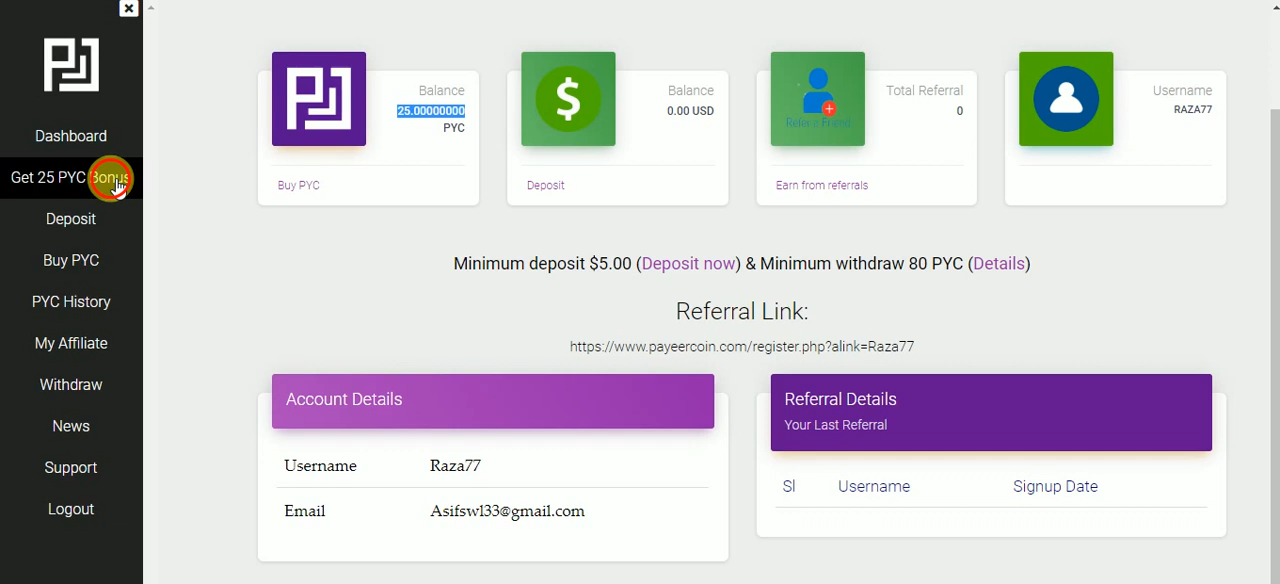 Dashboard
Get 25 PYC Bonus
Deposit
Buy PYC
PYC History
My Affiliate
Withdraw
News
Support
Logout
Balance
25.00000000
PYC
Buy PYC
Balance
0.00 USD
Deposit
Refer a Friend
Total Referral
0
Earn from referrals
Username
RAZA77
Minimum deposit $5.00 (Deposit now) & Minimum withdraw 80 PYC (Details)
Referral Link:
https://www.payeercoin.com/register.php?alink=Raza77
Account Details
Username Raza77
Email Asifsw133@gmail.com
Referral Details
Your Last Referral
Sl Username Signup Date